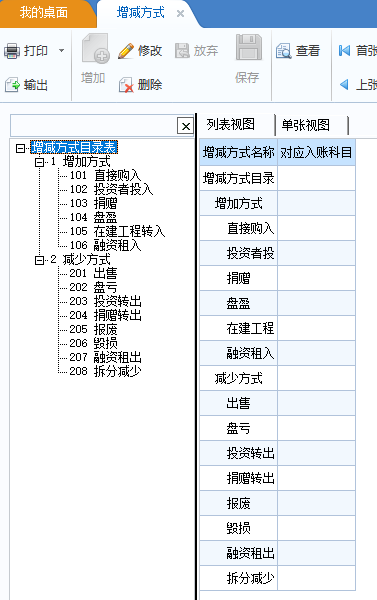 我的桌面 增减方式
打印 增加 修改 放弃 保存 查看 首张
输出 删除 上张
列表视图 单张视图
增减方式目录表
1 增加方式
101 直接购入
102 投资者投入
103 捐赠
104 盘盈
105 在建工程转入
106 融资租入
2 减少方式
201 出售
202 盘亏
203 投资转出
204 捐赠转出
205 报废
206 毁损
207 融资租出
208 拆分减少
增减方式名称 对应入账科目
增减方式目录
增加方式
直接购入
投资者投
捐赠
盘盈
在建工程
融资租入
减少方式
出售
盘亏
投资转出
捐赠转出
报废
毁损
融资租出
拆分减少